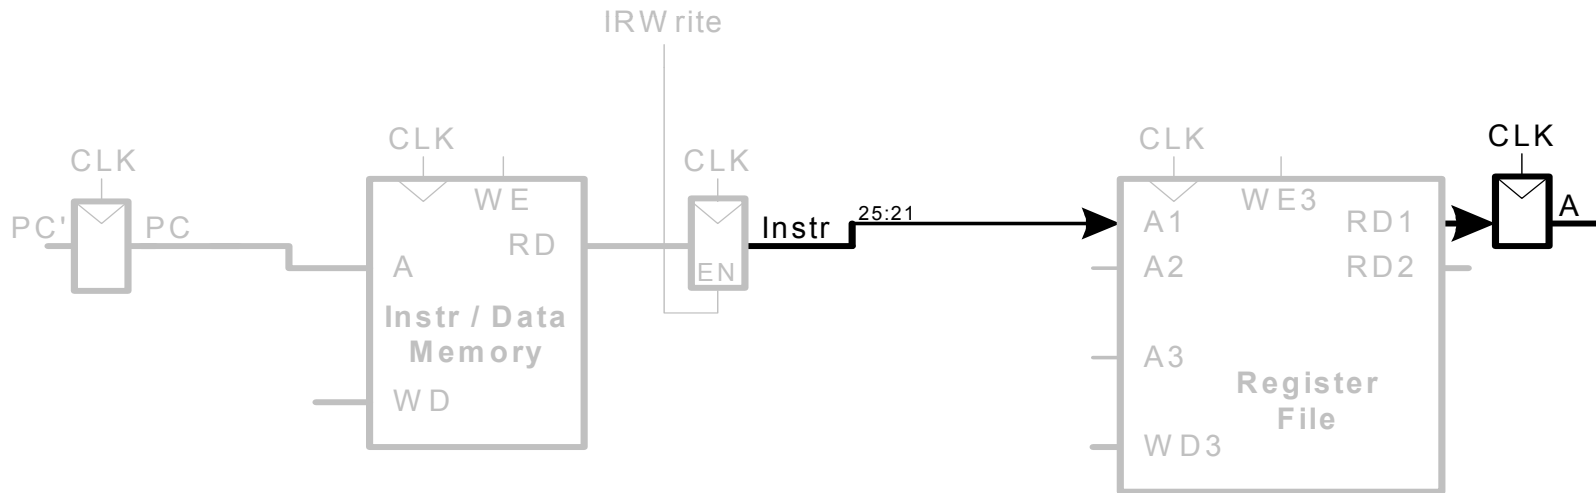 IRWrite
CLK
CLK
CLK
CLK
CLK
PC'
PC
WE
RD
A
Instr / Data
Memory
WD
EN
Instr
25:21
A1
WE3
RD1
A
A2
RD2
A3
Register
File
WD3